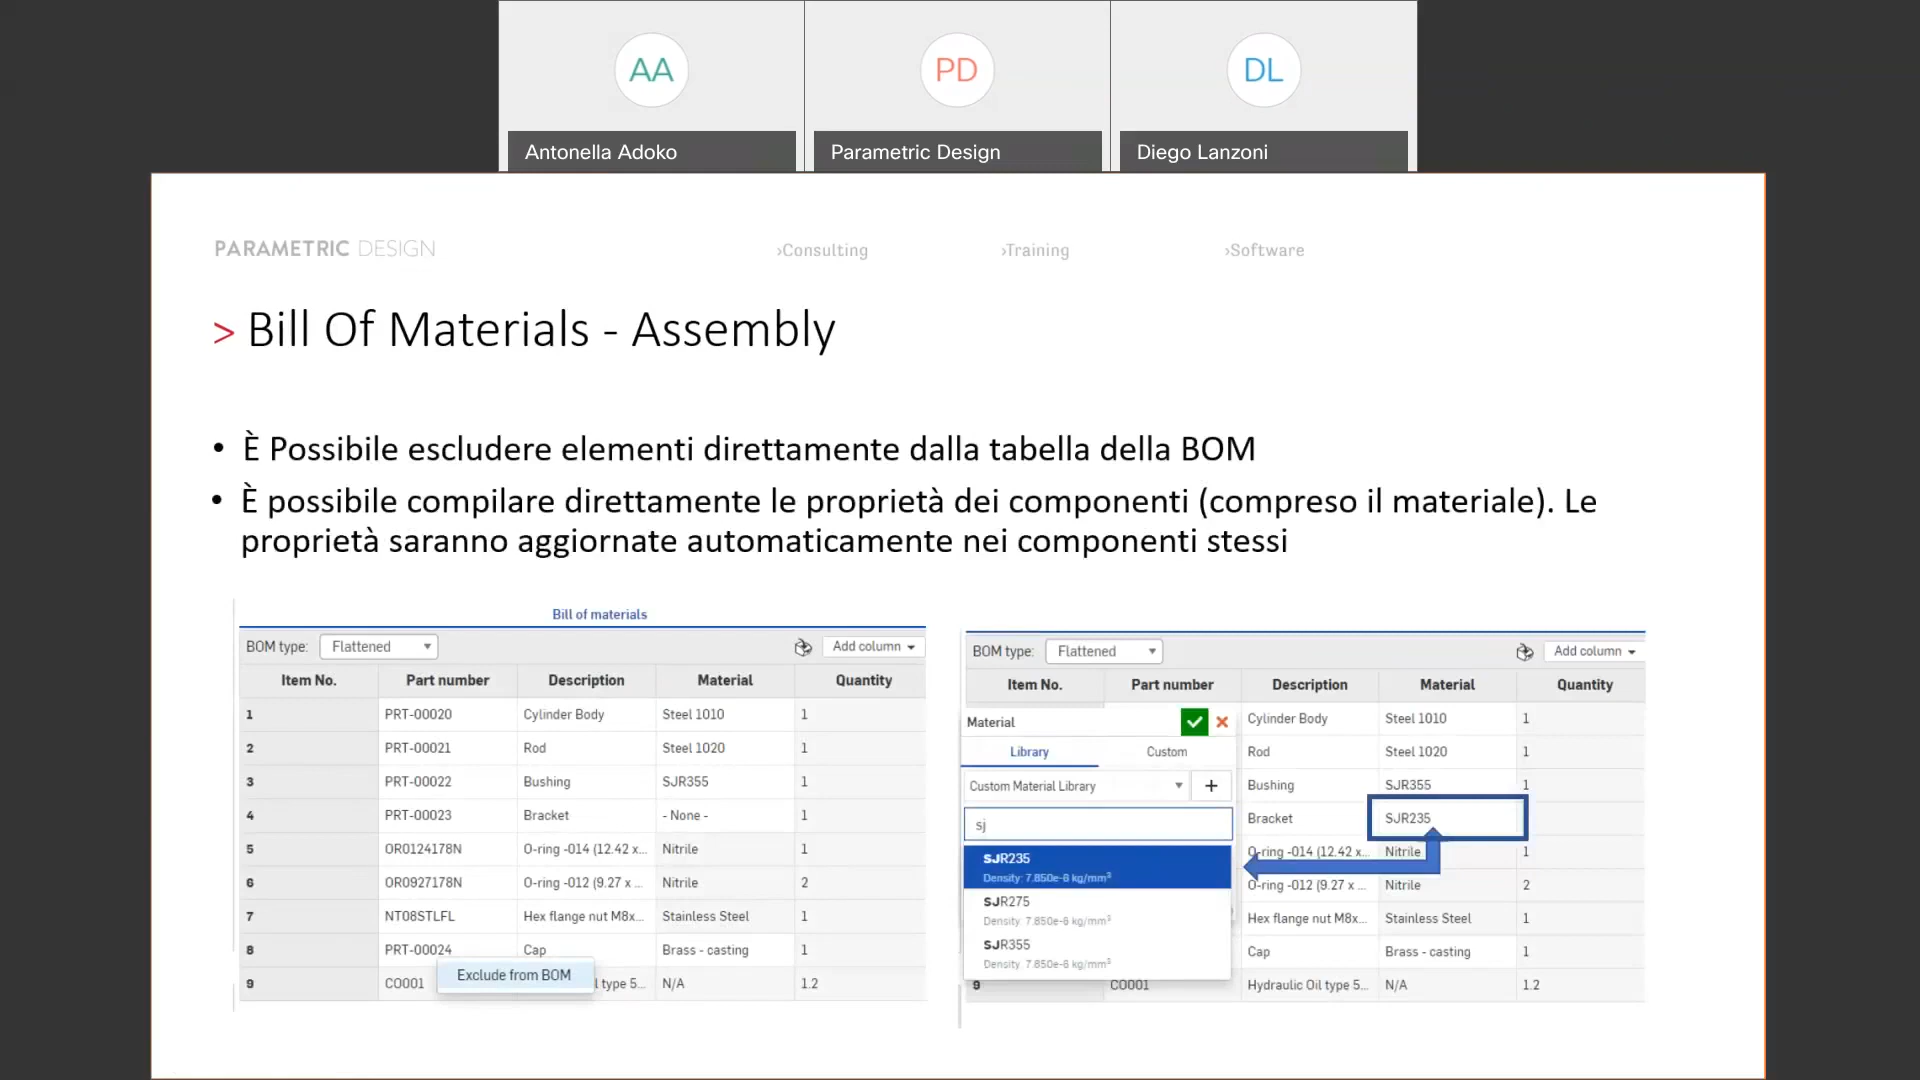 AA
PD
DL
Antonella Adoko
Parametric Design
Diego Lanzoni
PARAMETRIC DESIGN
›Consulting
›Training
›Software
> Bill Of Materials - Assembly
• È Possibile escludere elementi direttamente dalla tabella della BOM
• È possibile compilare direttamente le proprietà dei componenti (compreso il materiale). Le
proprietà saranno aggiornate automaticamente nei componenti stessi
Bill of materials
BOM type: Flattened Add column
Item No. Part number Description Material Quantity
1 PRT-00020 Cylinder Body Steel 1010 1
2 PRT-00021 Rod Steel 1020 1
3 PRT-00022 Bushing SJR355 1
4 PRT-00023 Bracket - None - 1
5 OR0124178N O-ring -014 (12.42 x... Nitrile 1
6 OR0927178N O-ring -012 (9.27 x ... Nitrile 2
7 NT08STLFL Hex flange nut M8x... Stainless Steel 1
8 PRT-00024 Cap Brass - casting 1
9 CO001 l type 5... N/A 1.2
Exclude from BOM
BOM type: Flattened Add column
Item No. Part number Description Material Quantity
Material
Library Custom
Custom Material Library +
sj
SJR235
Density: 7.850e-6 kg/mm³
SJR275
Density: 7.850e-6 kg/mm³
SJR355
Density: 7.850e-6 kg/mm³
Cylinder Body Steel 1010 1
Rod Steel 1020 1
Bushing SJR355 1
Bracket SJR235
O-ring -014 (12.42 x... Nitrile 1
O-ring -012 (9.27 x ... Nitrile 2
Hex flange nut M8x... Stainless Steel 1
Cap Brass - casting 1
9 CO001 Hydraulic Oil type 5... N/A 1.2